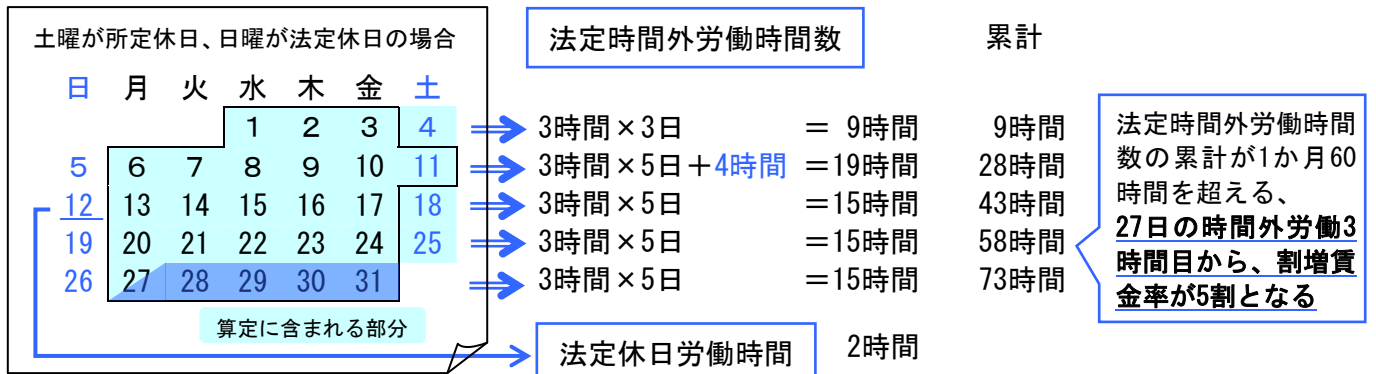 土曜が所定休日、日曜が法定休日の場合
日 月 火 水 木 金 土
1 2 3 4
5 6 7 8 9 10 11
12 13 14 15 16 17 18
19 20 21 22 23 24 25
26 27 28 29 30 31
算定に含まれる部分
法定時間外労働時間数 累計
3時間×3日 = 9時間 9時間
3時間×5日+4時間 =19時間 28時間
3時間×5日 =15時間 43時間
3時間×5日 =15時間 58時間
3時間×5日 =15時間 73時間
法定休日労働時間 2時間
法定時間外労働時間
数の累計が1か月60
時間を超える、
27日の時間外労働3
時間目から、割増賃
金率が5割となる